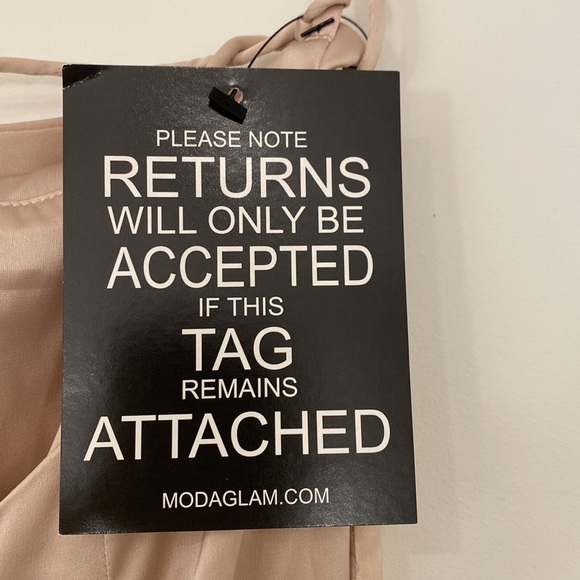 PLEASE NOTE
RETURNS
WILL ONLY BE
ACCEPTED
IF THIS
TAG
REMAINS
ATTACHED
MODAGLAM.COM